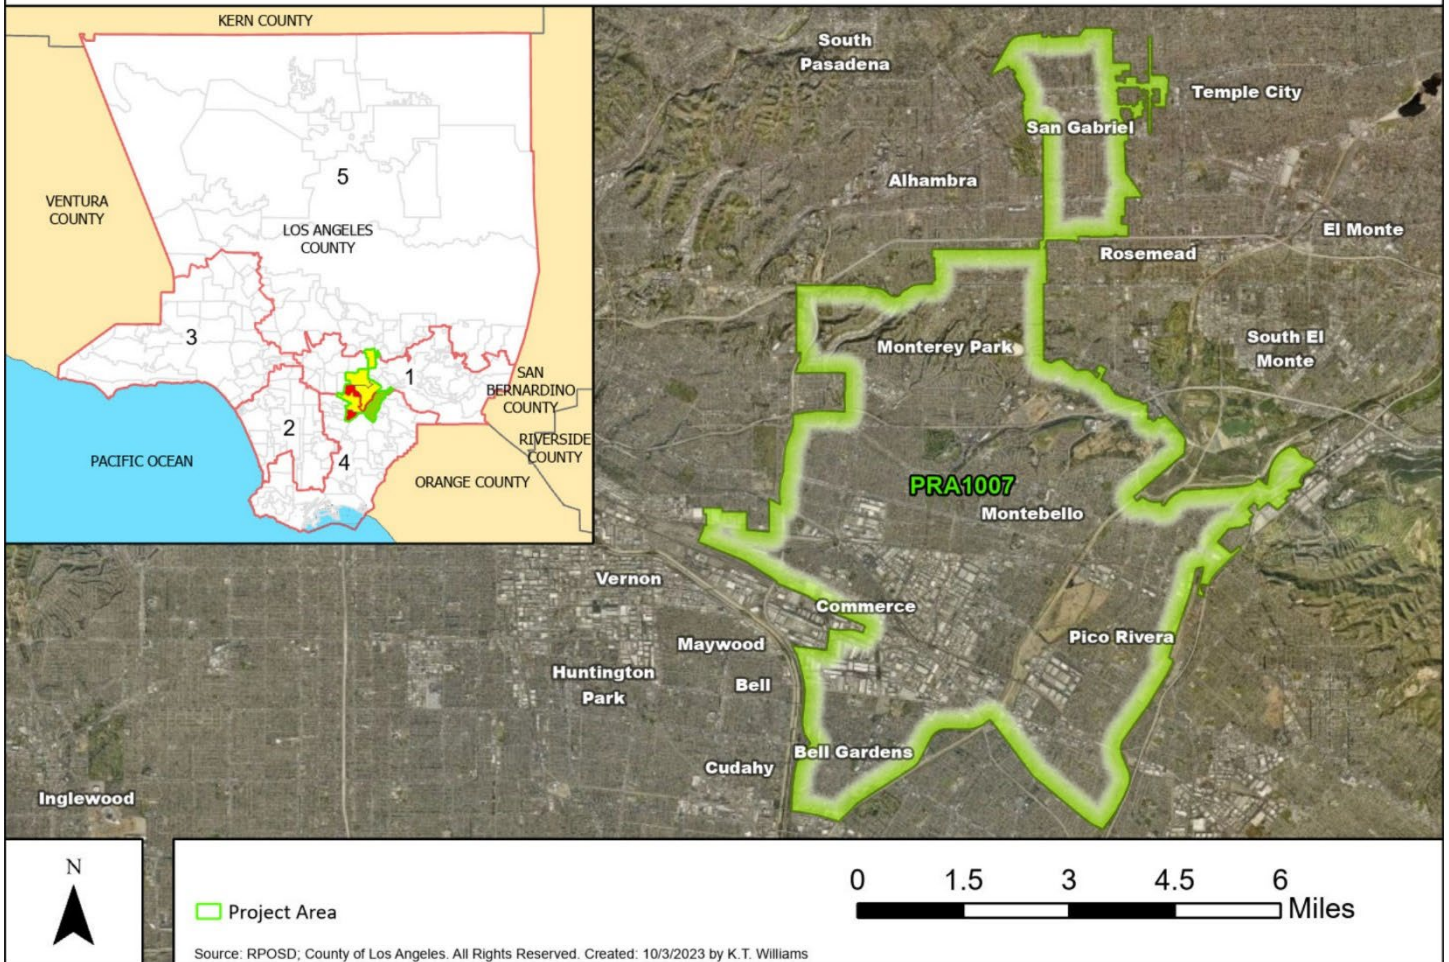 KERN COUNTY
VENTURA
COUNTY
5
LOS ANGELES
COUNTY
3
1
2
4
SAN
BERNARDINO
COUNTY
RIVERSIDE
COUNTY
ORANGE COUNTY
PACIFIC OCEAN
South
Pasadena
Temple City
San Gabriel
Alhambra
El Monte
Rosemead
South El
Monte
Monterey Park
PRA1007
Montebello
Vernon
Commerce
Maywood
Pico Rivera
Huntington
Park
Bell
Bell Gardens
Cudahy
Inglewood
N
Project Area
0 1.5 3 4.5 6
Miles
Source: RPOSD; County of Los Angeles. All Rights Reserved. Created: 10/3/2023 by K.T. Williams